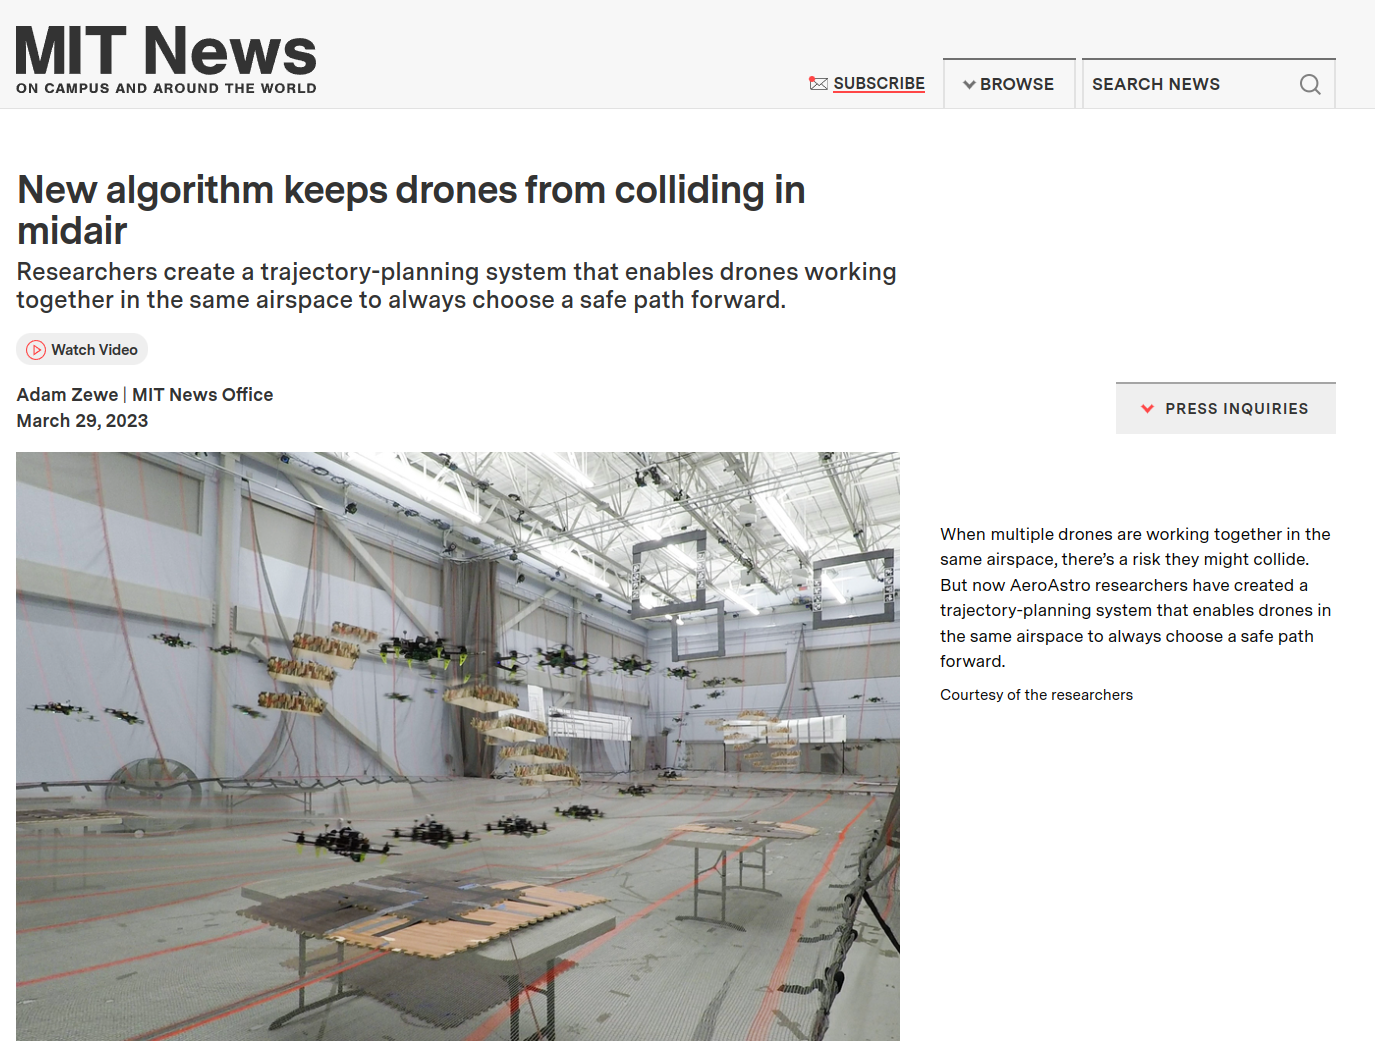 MIT News
ON CAMPUS AND AROUND THE WORLD
SUBSCRIBE
BROWSE
SEARCH NEWS
New algorithm keeps drones from colliding in
midair
Researchers create a trajectory-planning system that enables drones working
together in the same airspace to always choose a safe path forward.
Watch Video
Adam Zewe | MIT News Office
March 29, 2023
PRESS INQUIRIES
When multiple drones are working together in the
same airspace, there’s a risk they might collide.
But now AeroAstro researchers have created a
trajectory-planning system that enables drones in
the same airspace to always choose a safe path
forward.
Courtesy of the researchers